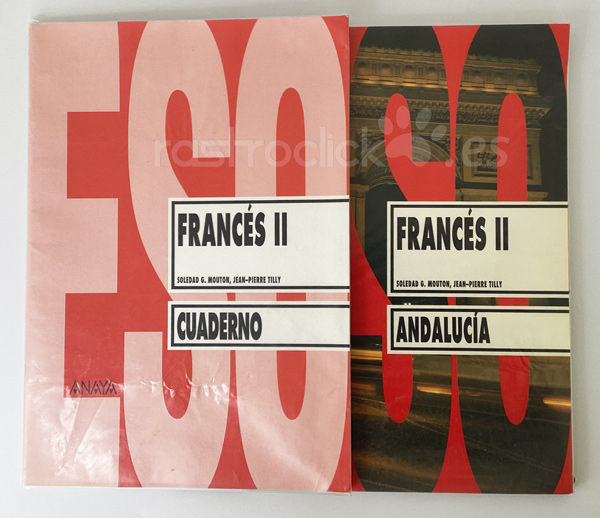 ESO
rastroclick.es
FRANCÉS II
SOLEDAD G. MOUTON, JEAN-PIERRE TILLY
CUADERNO
ANAYA
ESO
FRANCÉS II
SOLEDAD G. MOUTON, JEAN-PIERRE TILLY
ANDALUCÍA